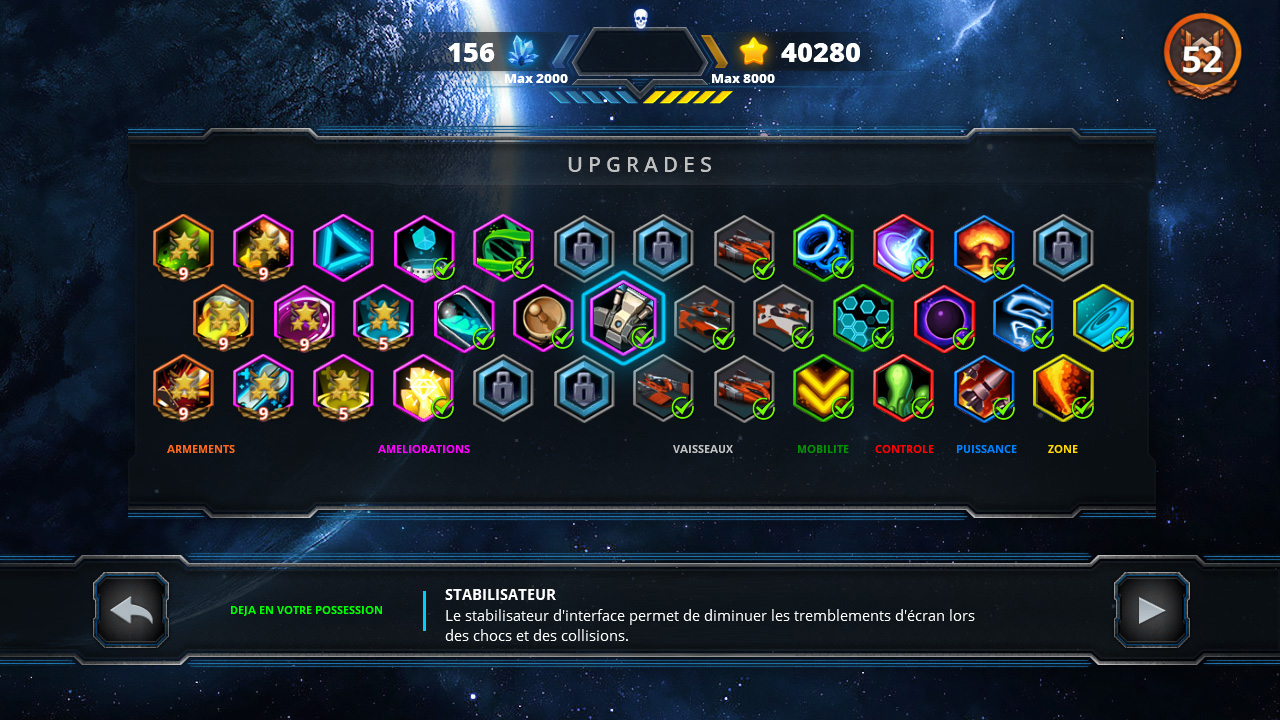 156
40280
Max 2000
Max 8000
52
UPGRADES
9
9
9
9
5
9
9
5
ARMEMENTS
AMELIORATIONS
VAISSEAUX
MOBILITE
CONTROLE
PUISSANCE
ZONE
DEJA EN VOTRE POSSESSION
STABILISATEUR
Le stabilisateur d'interface permet de diminuer les tremblements d'écran lors
des chocs et des collisions.